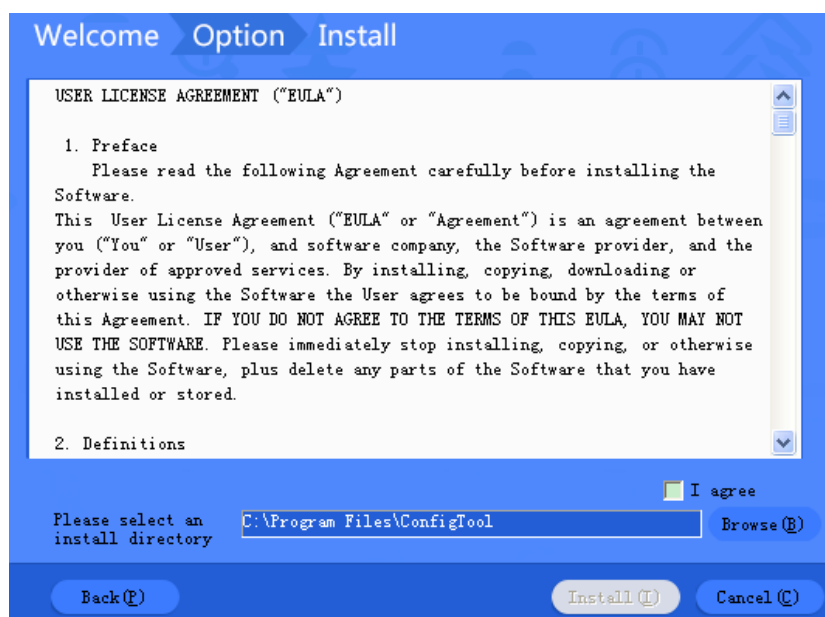 Welcome Option Install
USER LICENSE AGREEMENT ("EULA")
1. Preface
Please read the following Agreement carefully before installing the
Software.
This User License Agreement ("EULA" or "Agreement") is an agreement between
you ("You" or "User"), and software company, the Software provider, and the
provider of approved services. By installing, copying, downloading or
otherwise using the Software the User agrees to be bound by the terms of
this Agreement. IF YOU DO NOT AGREE TO THE TERMS OF THIS EULA, YOU MAY NOT
USE THE SOFTWARE. Please immediately stop installing, copying, or otherwise
using the Software, plus delete any parts of the Software that you have
installed or stored.
2. Definitions
I agree
Please select an
install directory
C:\Program Files\ConfigTool
Browse(B)
Back(P)
Install(I)
Cancel(C)